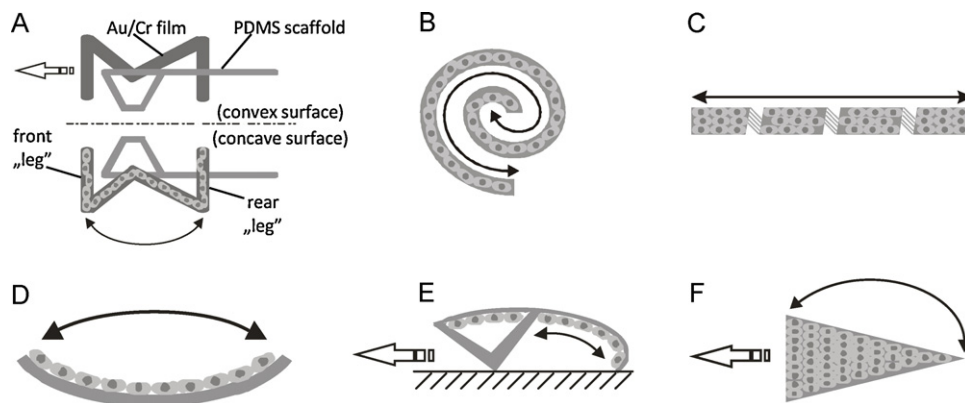 A
Au/Cr film
PDMS scaffold
(convex surface)
(concave surface)
front
„leg”
rear
„leg”
B
C
D
E
F